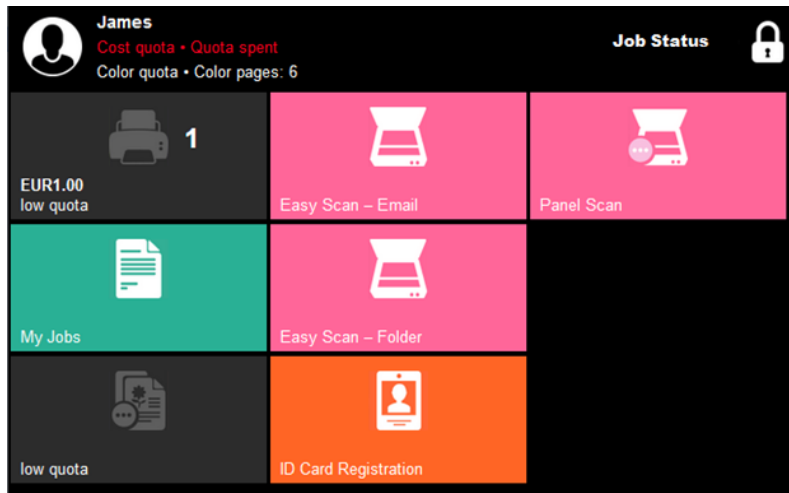 James
Cost quota • Quota spent
Color quota • Color pages: 6
Job Status
1
EUR1.00
low quota
Easy Scan – Email
Panel Scan
My Jobs
Easy Scan – Folder
low quota
ID Card Registration